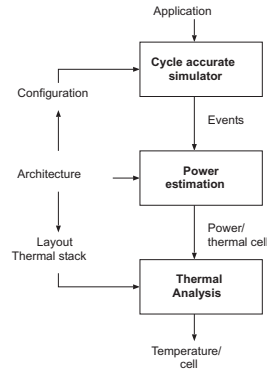 Application
Cycle accurate
simulator
Configuration
Events
Architecture
Power
estimation
Layout
Thermal stack
Power/
thermal cell
Thermal
Analysis
Temperature/
cell